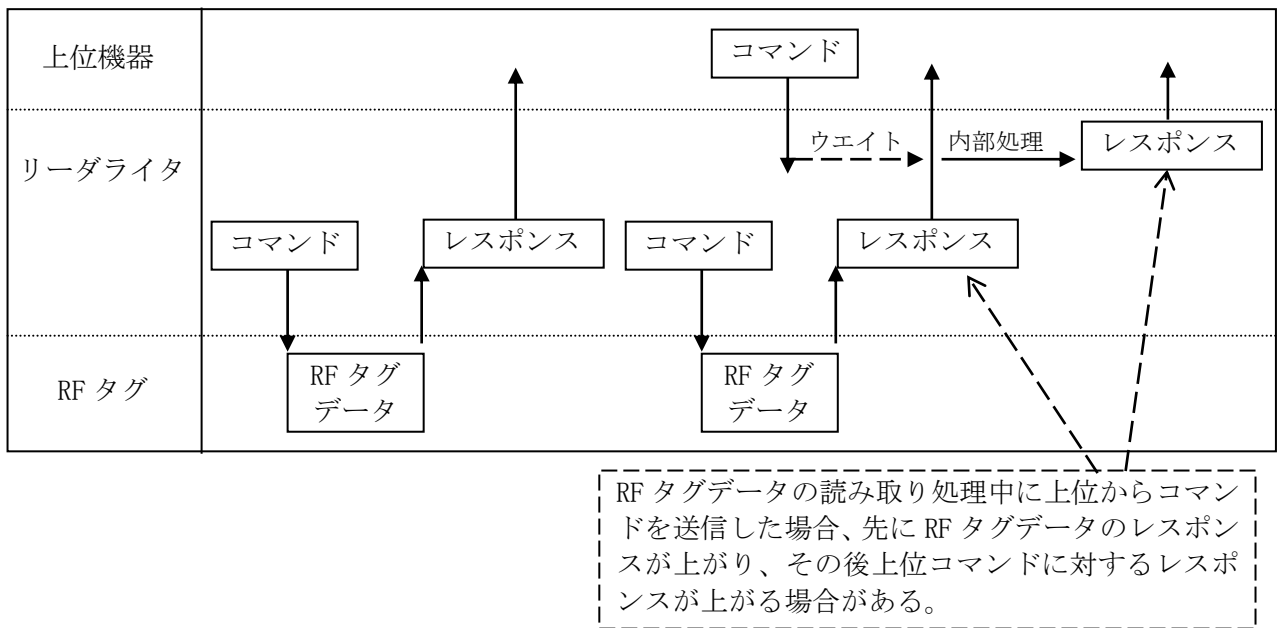 上位機器
コマンド
リーダライタ
ウエイト
内部処理
レスポンス
コマンド
レスポンス
コマンド
レスポンス
RF タグ
RF タグ
データ
RF タグ
データ
RF タグデータの読み取り処理中に上位からコマン
ドを送信した場合、先に RF タグデータのレスポン
スが上がり、その後上位コマンドに対するレスポ
ンスが上がる場合がある。